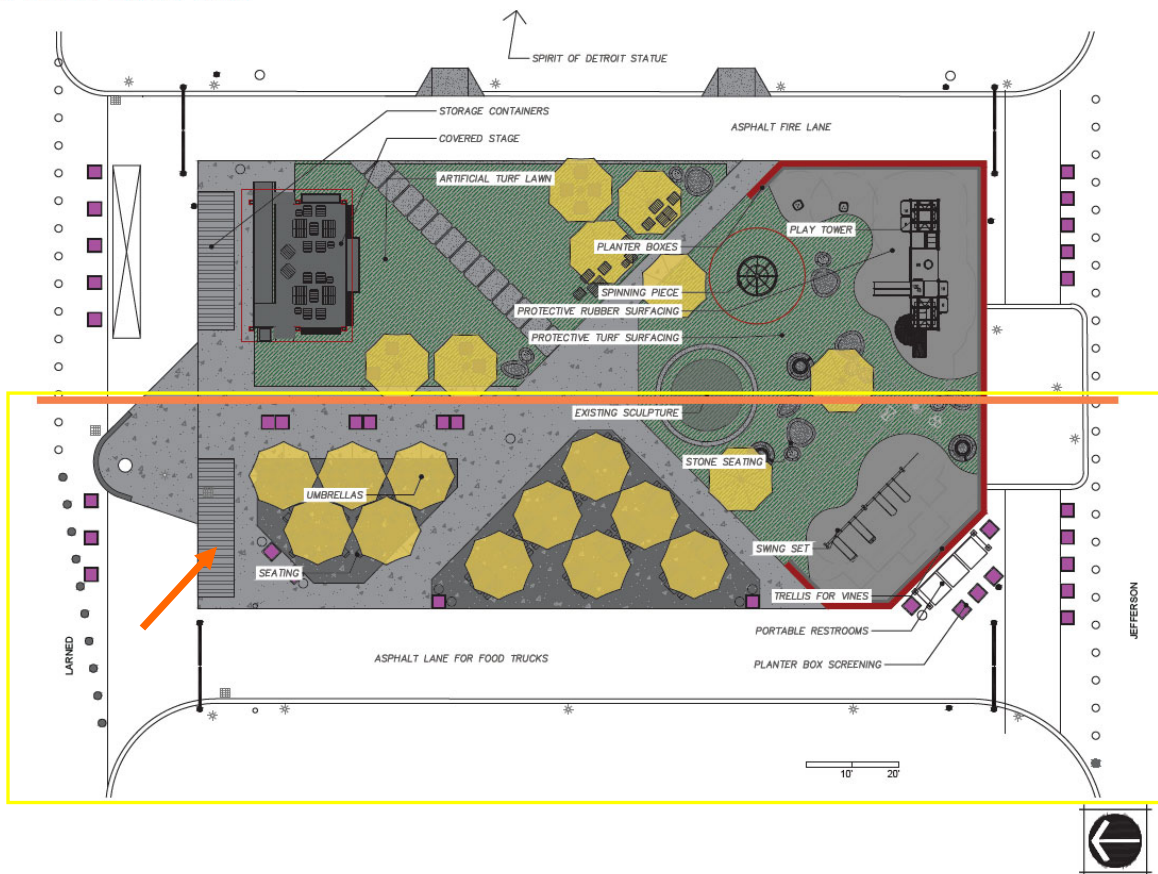 SPIRIT OF DETROIT STATUE
STORAGE CONTAINERS
ASPHALT FIRE LANE
COVERED STAGE
ARTIFICIAL TURF LAWN
PLAY TOWER
PLANTER BOXES
SPINNING PIECE
PROTECTIVE RUBBER SURFACING
PROTECTIVE TURF SURFACING
EXISTING SCULPTURE
STONE SEATING
UMBRELLAS
SWING SET
SEATING
TRELLIS FOR VINES
PORTABLE RESTROOMS
ASPHALT LANE FOR FOOD TRUCKS
PLANTER BOX SCREENING
LARNED
JEFFERSON
10' 20'